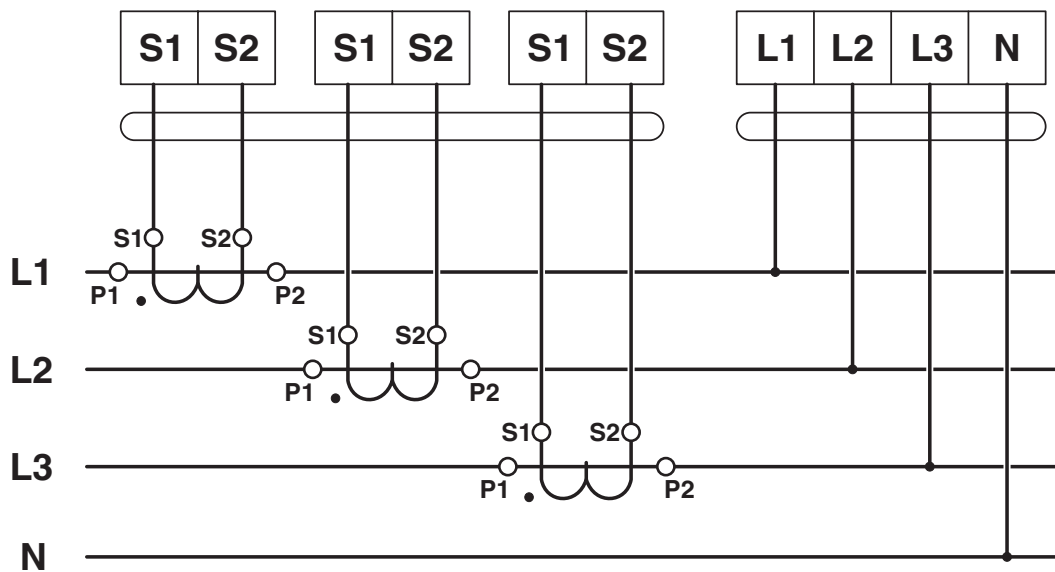 S1 S2 S1 S2 S1 S2 L1 L2 L3 N
S1 S2
L1
P1 P2
S1 S2
L2
P1 P2
S1 S2
L3
P1 P2
N